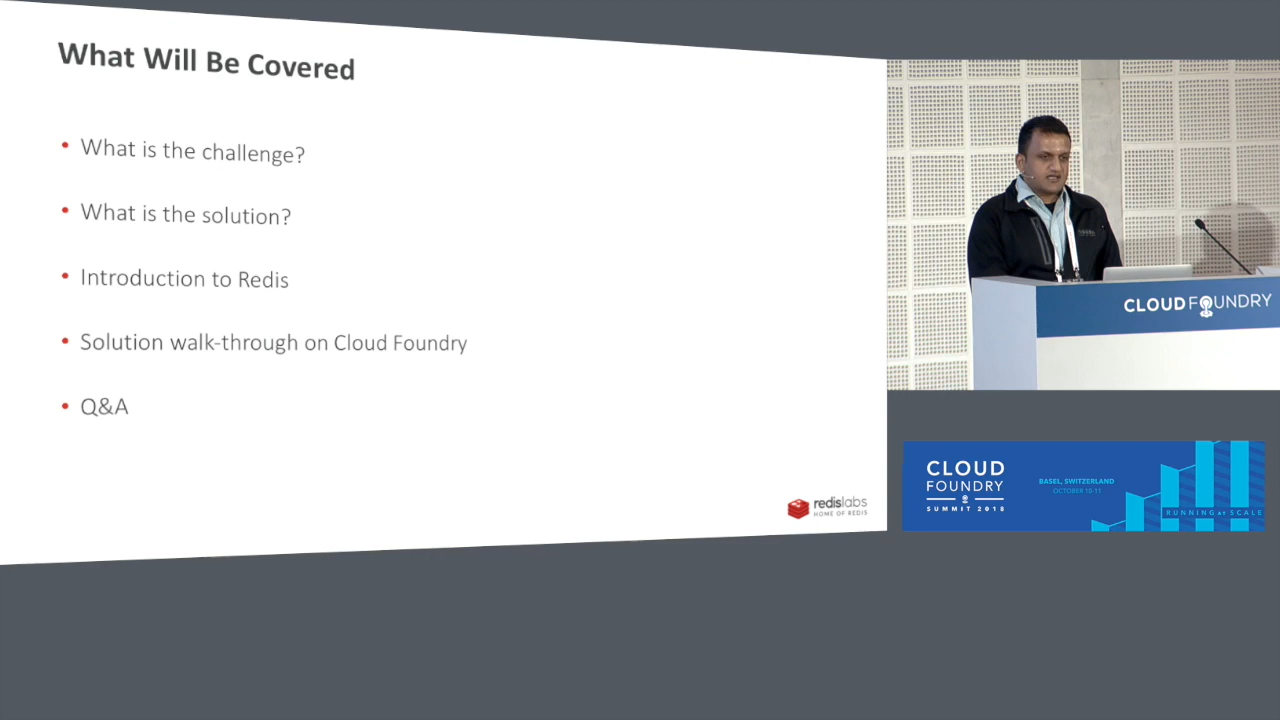 What Will Be Covered
• What is the challenge?
• What is the solution?
• Introduction to Redis
• Solution walk-through on Cloud Foundry
• Q&A
redislabs
HOME OF REDIS
CLOUD FOUNDRY
CLOUD
FOUNDRY
SUMMIT 2018
BASEL, SWITZERLAND
OCTOBER 10-11
RUNNING AT SCALE